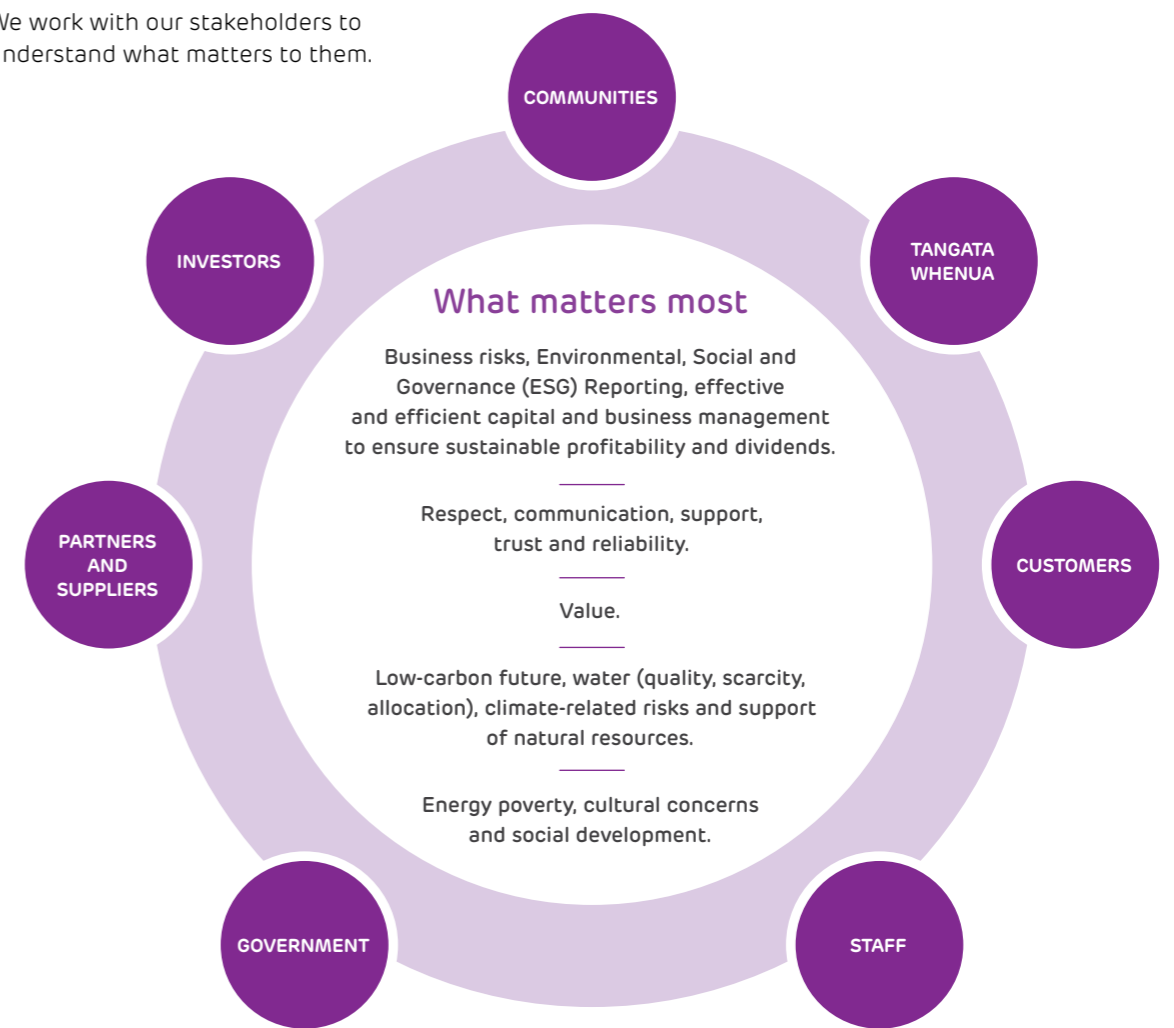 We work with our stakeholders to
understand what matters to them.
COMMUNITIES
INVESTORS
TANGATA
WHENUA
What matters most
Business risks, Environmental, Social and
Governance (ESG) Reporting, effective
and efficient capital and business management
to ensure sustainable profitability and dividends.
Respect, communication, support,
trust and reliability.
Value.
Low-carbon future, water (quality, scarcity,
allocation), climate-related risks and support
of natural resources.
Energy poverty, cultural concerns
and social development.
PARTNERS
AND
SUPPLIERS
CUSTOMERS
GOVERNMENT
STAFF